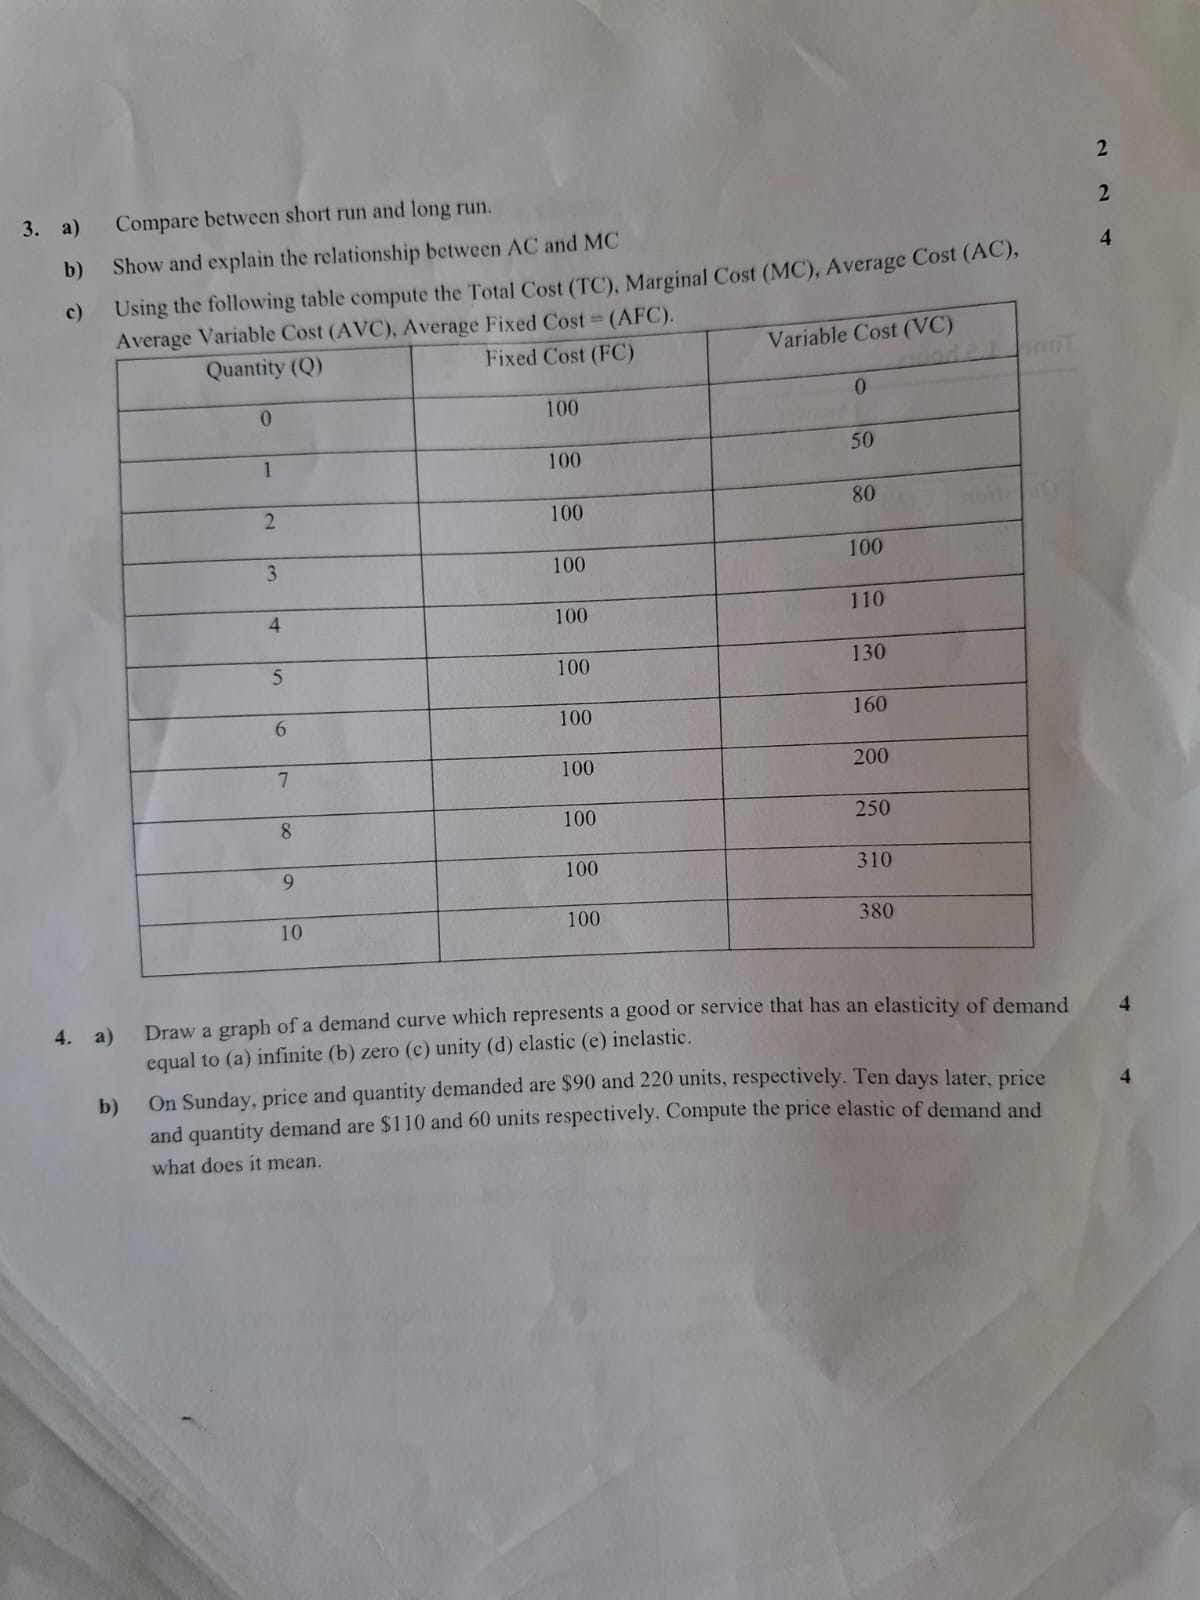 2
3. a) Compare between short run and long run. 2
b) Show and explain the relationship between AC and MC 4
c) Using the following table compute the Total Cost (TC), Marginal Cost (MC), Average Cost (AC),
Average Variable Cost (AVC), Average Fixed Cost = (AFC).
Quantity (Q) Fixed Cost (FC) Variable Cost (VC)
0 100 0
1 100 50
2 100 80
3 100 100
4 100 110
5 100 130
6 100 160
7 100 200
8 100 250
9 100 310
10 100 380
4. a) Draw a graph of a demand curve which represents a good or service that has an elasticity of demand 4
equal to (a) infinite (b) zero (c) unity (d) elastic (e) inelastic.
b) On Sunday, price and quantity demanded are $90 and 220 units, respectively. Ten days later, price 4
and quantity demand are $110 and 60 units respectively. Compute the price elastic of demand and
what does it mean.